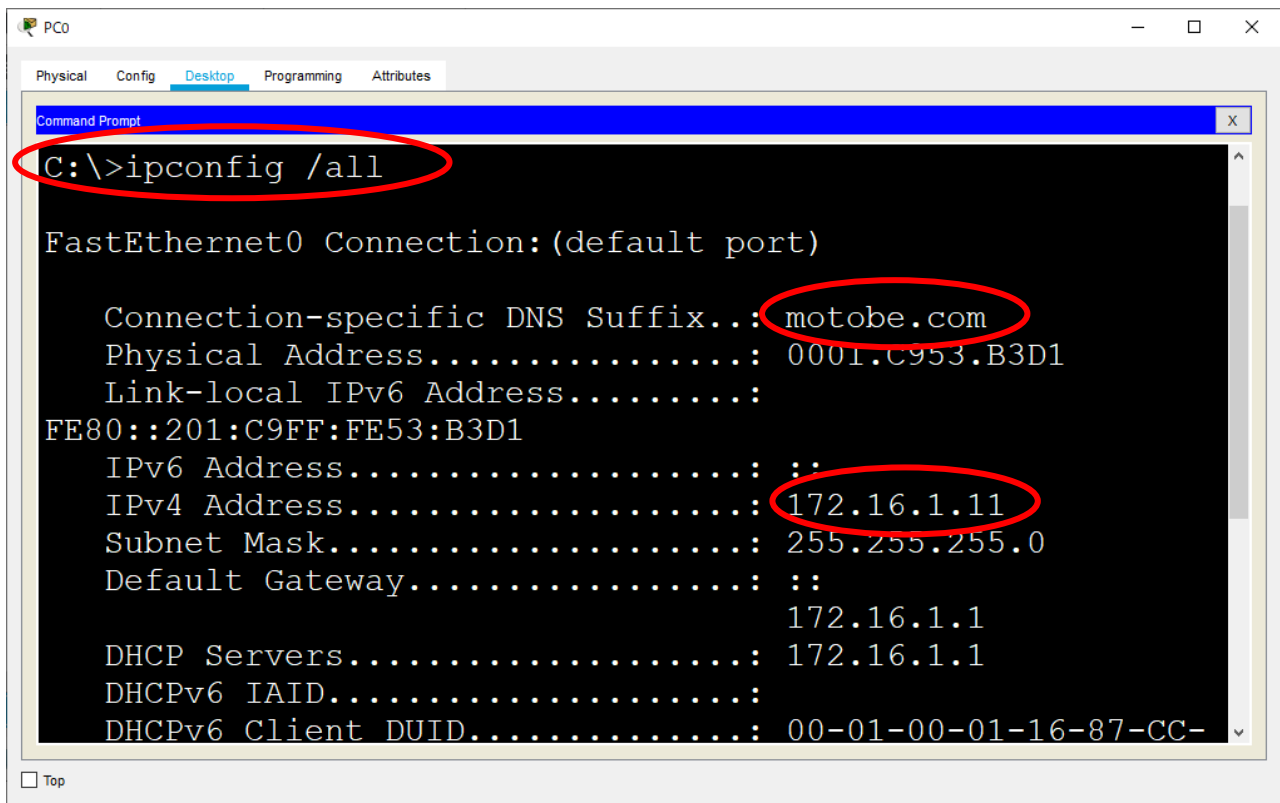 PC0
Physical Config Desktop Programming Attributes
Command Prompt
X
C:\>ipconfig /all
FastEthernet0 Connection:(default port)
Connection-specific DNS Suffix..: motobe.com
Physical Address................: 0001.C953.B3D1
Link-local IPv6 Address.........:
FE80::201:C9FF:FE53:B3D1
IPv6 Address....................: ::
IPv4 Address....................: 172.16.1.11
Subnet Mask.....................: 255.255.255.0
Default Gateway.................: ::
172.16.1.1
DHCP Servers....................: 172.16.1.1
DHCPv6 IAID.....................:
DHCPv6 Client DUID..............: 00-01-00-01-16-87-CC-
Top